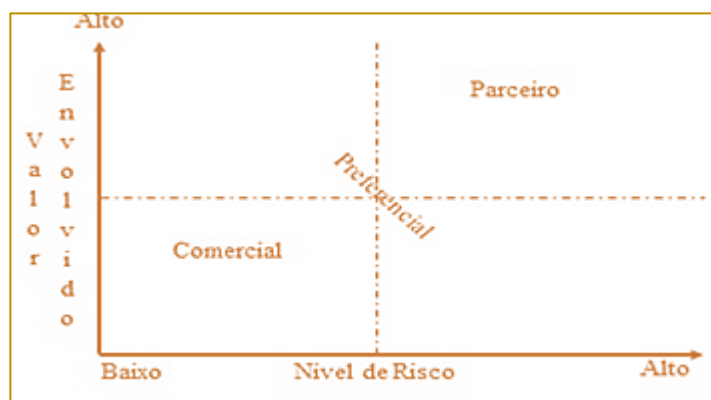 Alto
Valor
Envolvido
Parceiro
Preferencial
Comercial
Baixo
Nivel de Risco
Alto